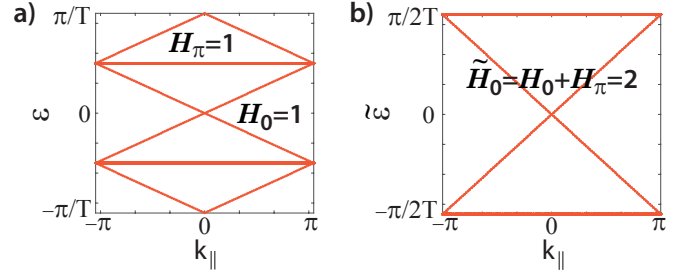 a)
π/T
H_π=1
ε
0
H_0=1
−π/T
−π
0
π
k_∥
b)
π/2T
H̃_0=H_0+H_π=2
ε̃
0
−π/2T
−π
0
π
k_∥